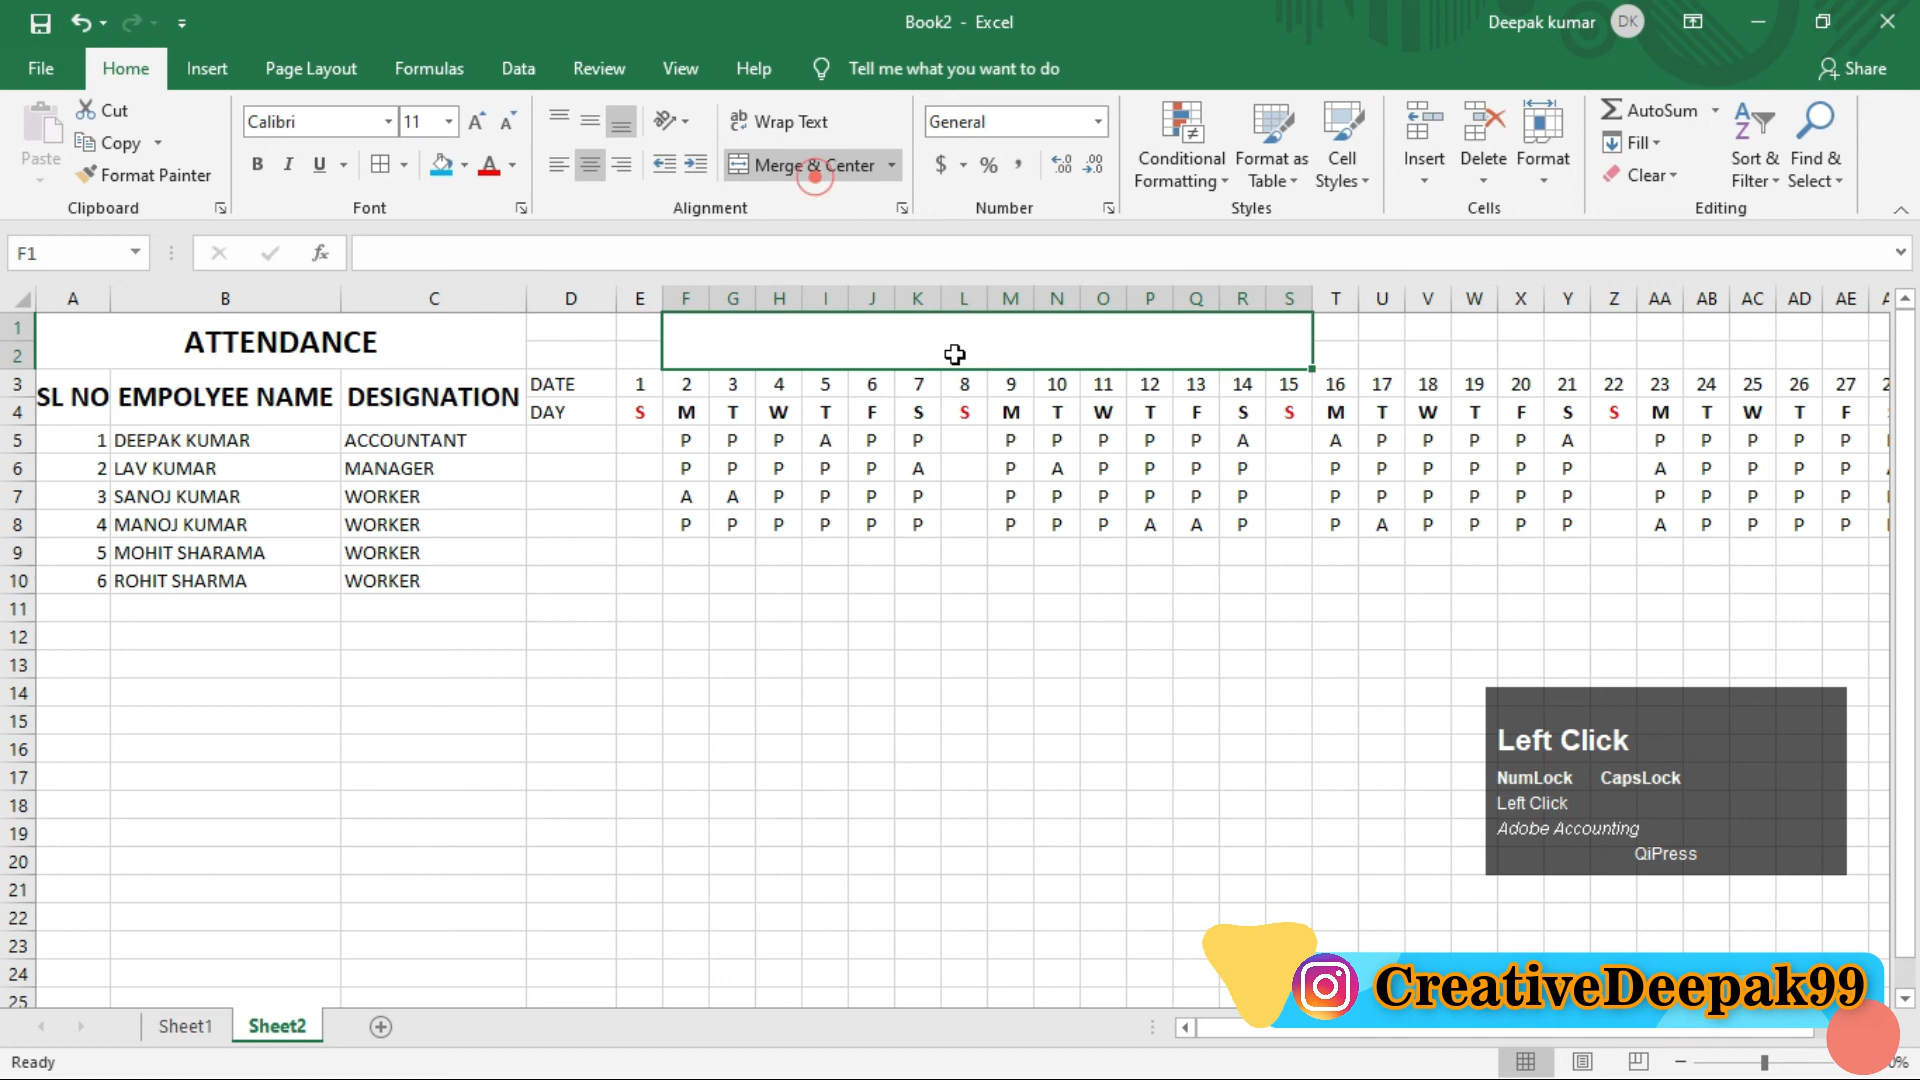 Book2 - Excel
Deepak kumar DK
File Home Insert Page Layout Formulas Data Review View Help Tell me what you want to do Share
Paste Cut Copy Format Painter Clipboard
Calibri 11 B I U A Font
Wrap Text Merge & Center Alignment
General $ % , Number
Conditional Formatting Format as Table Cell Styles Styles
Insert Delete Format Cells
AutoSum Fill Clear Sort & Filter Find & Select Editing
F1 fx
A B C D E F G H I J K L M N O P Q R S T U V W X Y Z AA AB AC AD AE
1 ATTENDANCE
2
3 SL NO EMPOLYEE NAME DESIGNATION DATE 1 2 3 4 5 6 7 8 9 10 11 12 13 14 15 16 17 18 19 20 21 22 23 24 25 26 27
4 DAY S M T W T F S S M T W T F S S M T W T F S S M T W T F
5 1 DEEPAK KUMAR ACCOUNTANT P P P A P P P P P P P A A P P P P A P P P P P
6 2 LAV KUMAR MANAGER P P P P P A P A P P P P P P P P P P A P P P P
7 3 SANOJ KUMAR WORKER A A P P P P P P P P P P P P P P P P P P P P P
8 4 MANOJ KUMAR WORKER P P P P P P P P P A A P P A P P P P A P P P P
9 5 MOHIT SHARAMA WORKER
10 6 ROHIT SHARMA WORKER
11
12
13
14
15
16
17
18
19
20
21
22
23
24
25
Left Click
NumLock CapsLock
Left Click
Adobe Accounting
QiPress
CreativeDeepak99
Sheet1 Sheet2
Ready